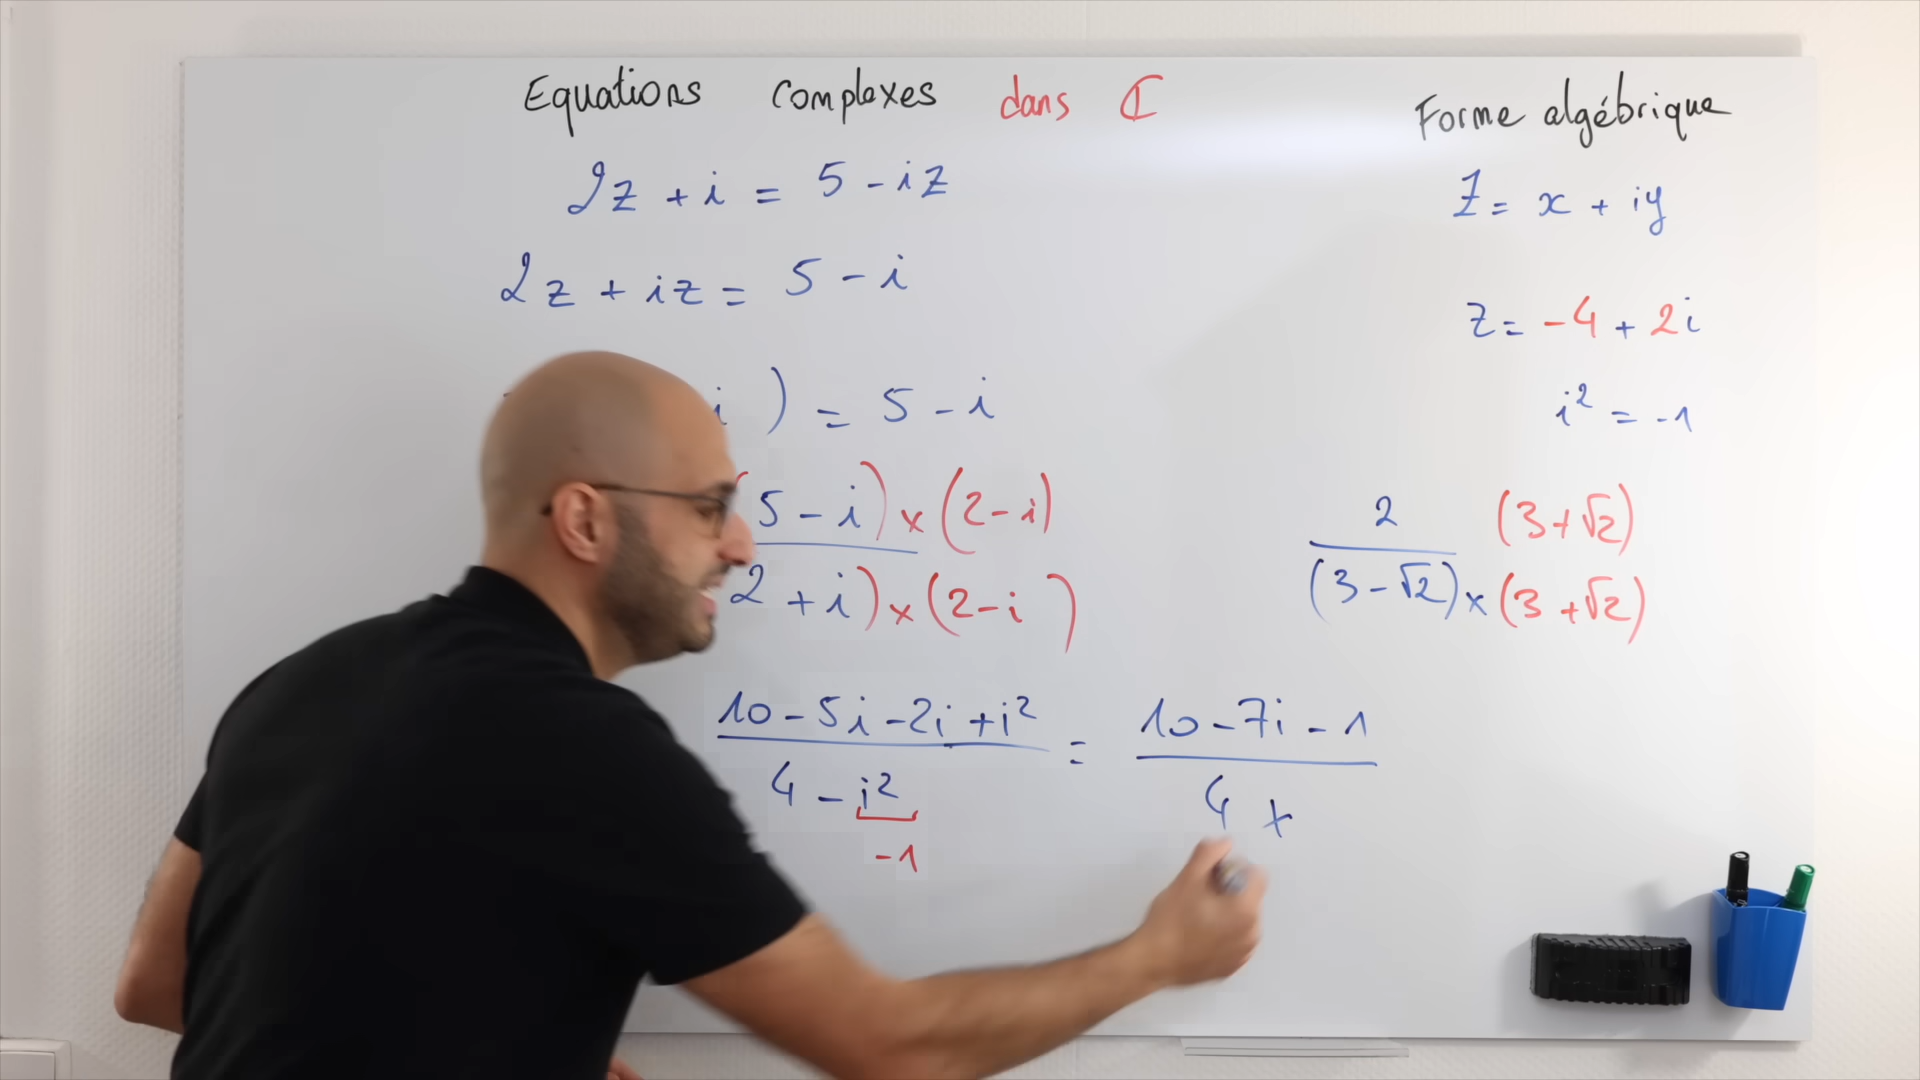 Equations complexes dans ℂ
2z + i = 5 - iz
2z + iz = 5 - i
i ) = 5 - i
(5 - i) x (2 - i)
2 + i) x (2 - i)
10 - 5i - 2i + i² = 10 - 7i - 1
4 - i² 4 +
-1
Forme algébrique
Z = x + iy
z = -4 + 2i
i² = -1
2 (3+√2)
(3 - √2) x (3 + √2)